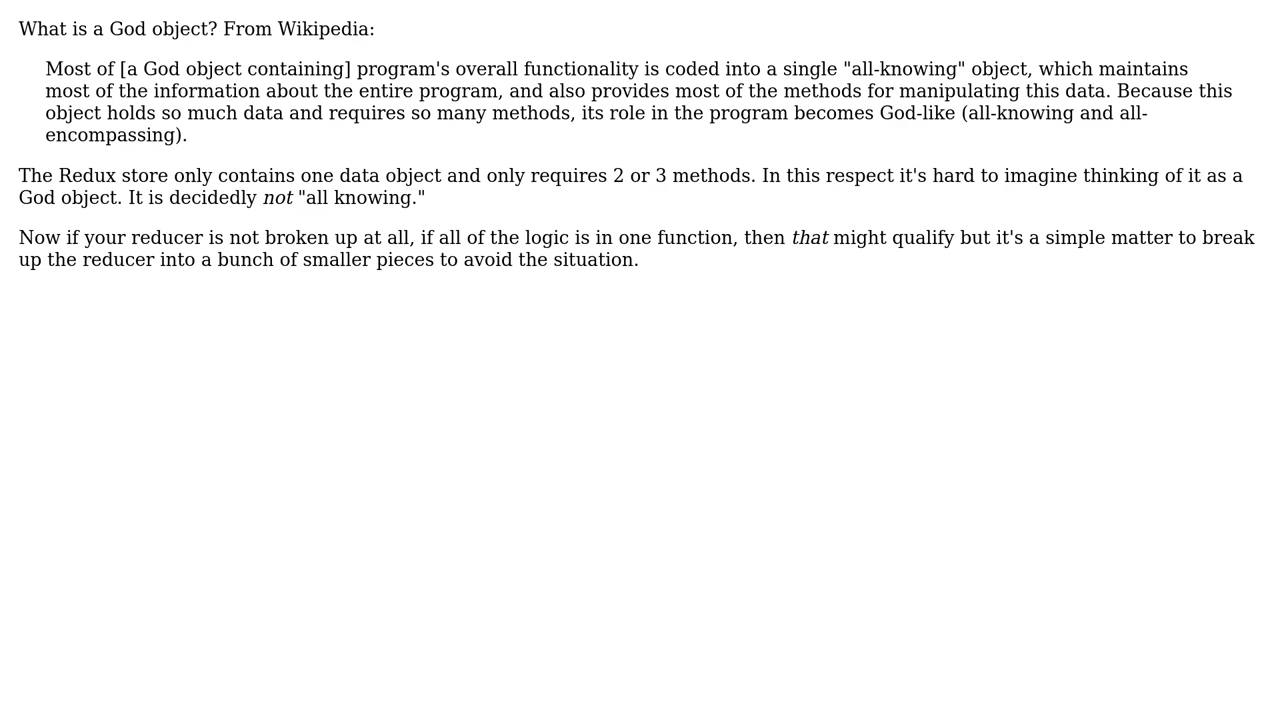 What is a God object? From Wikipedia:
Most of [a God object containing] program's overall functionality is coded into a single "all-knowing" object, which maintains
most of the information about the entire program, and also provides most of the methods for manipulating this data. Because this
object holds so much data and requires so many methods, its role in the program becomes God-like (all-knowing and all-
encompassing).
The Redux store only contains one data object and only requires 2 or 3 methods. In this respect it's hard to imagine thinking of it as a
God object. It is decidedly not "all knowing."
Now if your reducer is not broken up at all, if all of the logic is in one function, then that might qualify but it's a simple matter to break
up the reducer into a bunch of smaller pieces to avoid the situation.